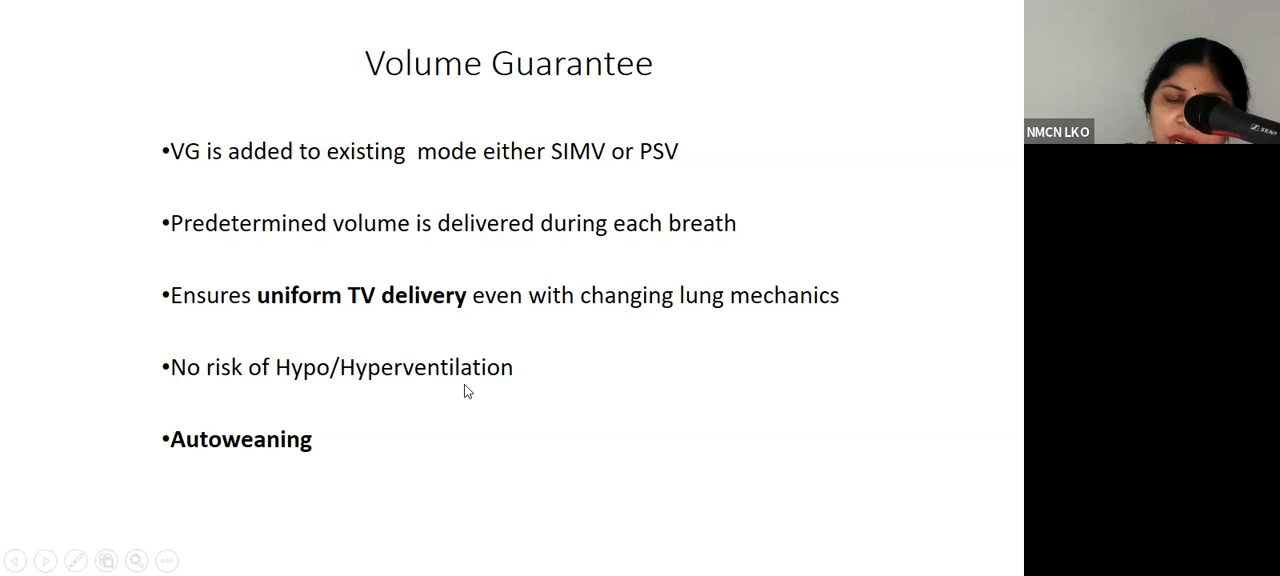 Volume Guarantee
•VG is added to existing mode either SIMV or PSV
•Predetermined volume is delivered during each breath
•Ensures uniform TV delivery even with changing lung mechanics
•No risk of Hypo/Hyperventilation
•Autoweaning
NMCN LKO